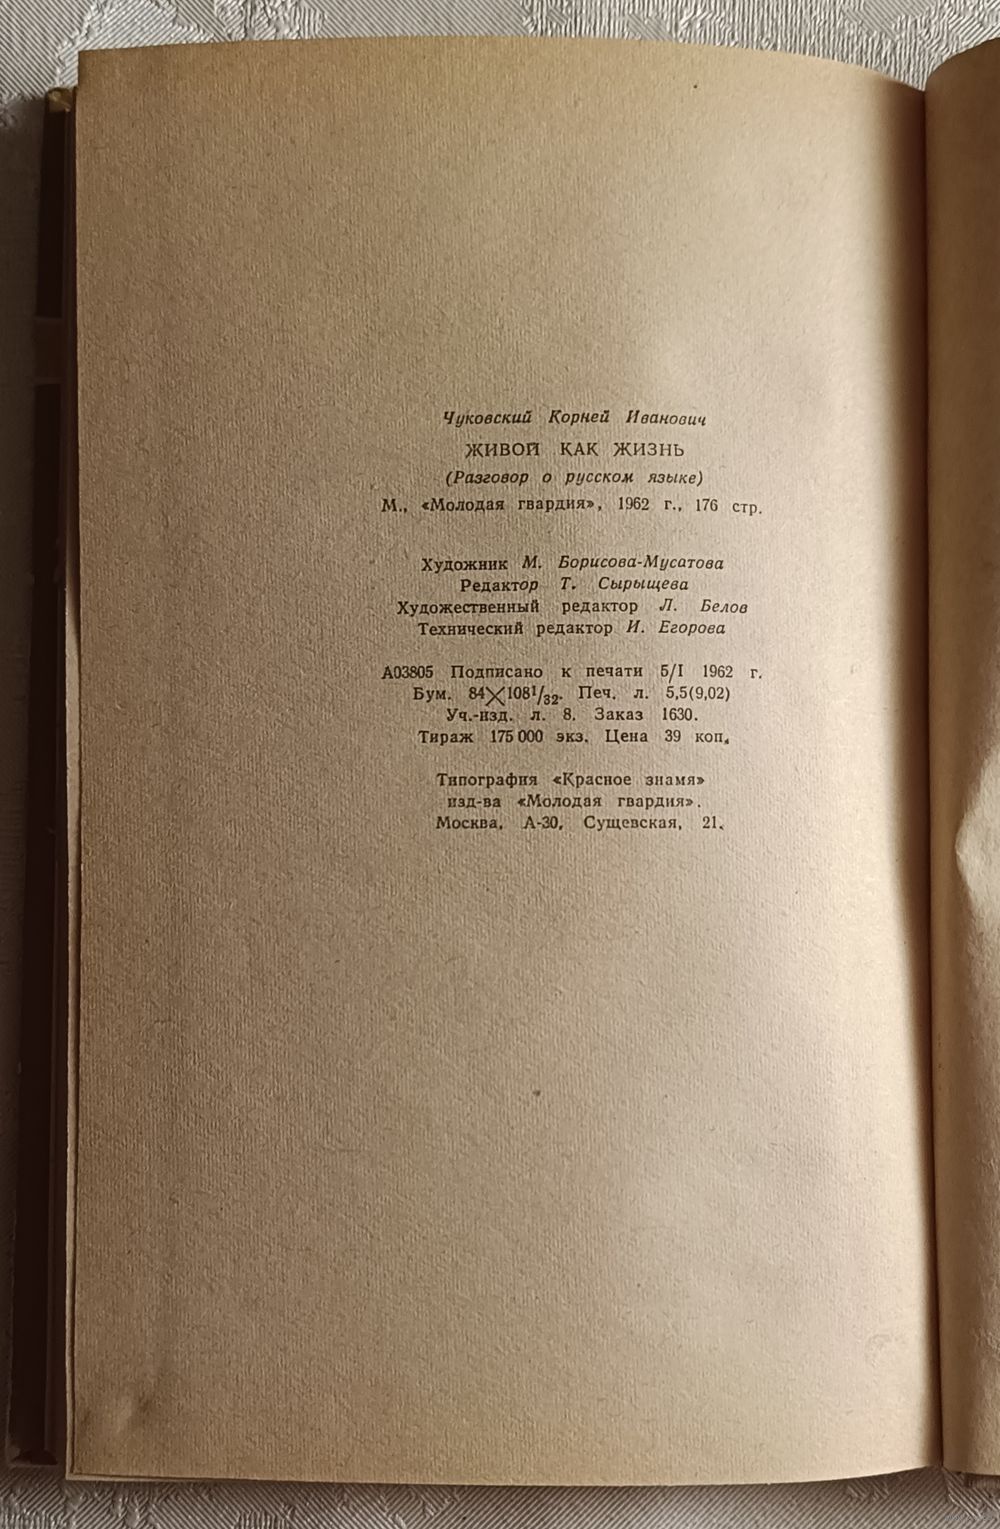 Чуковский Корней Иванович
ЖИВОЙ КАК ЖИЗНЬ
(Разговор о русском языке)
М., «Молодая гвардия», 1962 г., 176 стр.
Художник М. Борисова-Мусатова
Редактор Т. Сырыщева
Художественный редактор Л. Белов
Технический редактор И. Егорова
А03805 Подписано к печати 5/I 1962 г.
Бум. 84×108¹/₃₂. Печ. л. 5,5(9,02)
Уч.-изд. л. 8. Заказ 1630.
Тираж 175 000 экз. Цена 39 коп.
Типография «Красное знамя»
изд-ва «Молодая гвардия».
Москва, А-30, Сущевская, 21.